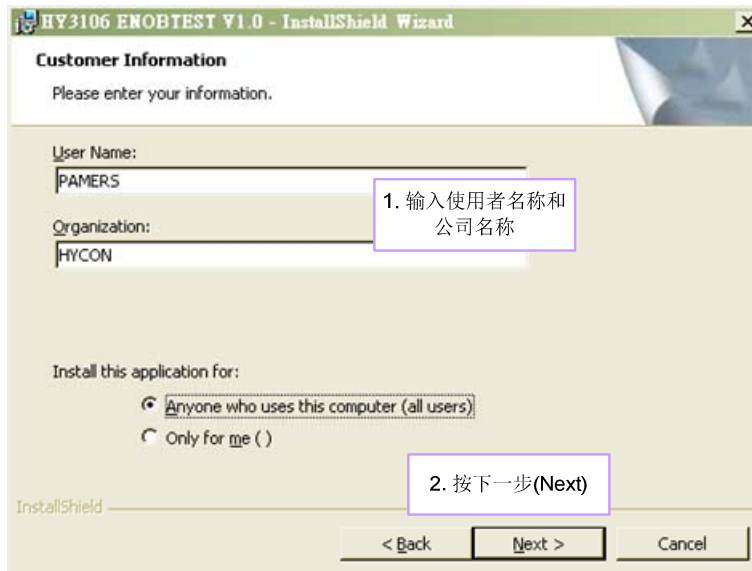 HY3106 ENOBTEST V1.0 - InstallShield Wizard
Customer Information
Please enter your information.
User Name:
PAMERS
1. 输入使用者名称和
公司名称
Organization:
HYCON
Install this application for:
Anyone who uses this computer (all users)
Only for me ( )
2. 按下一步(Next)
InstallShield
< Back
Next >
Cancel